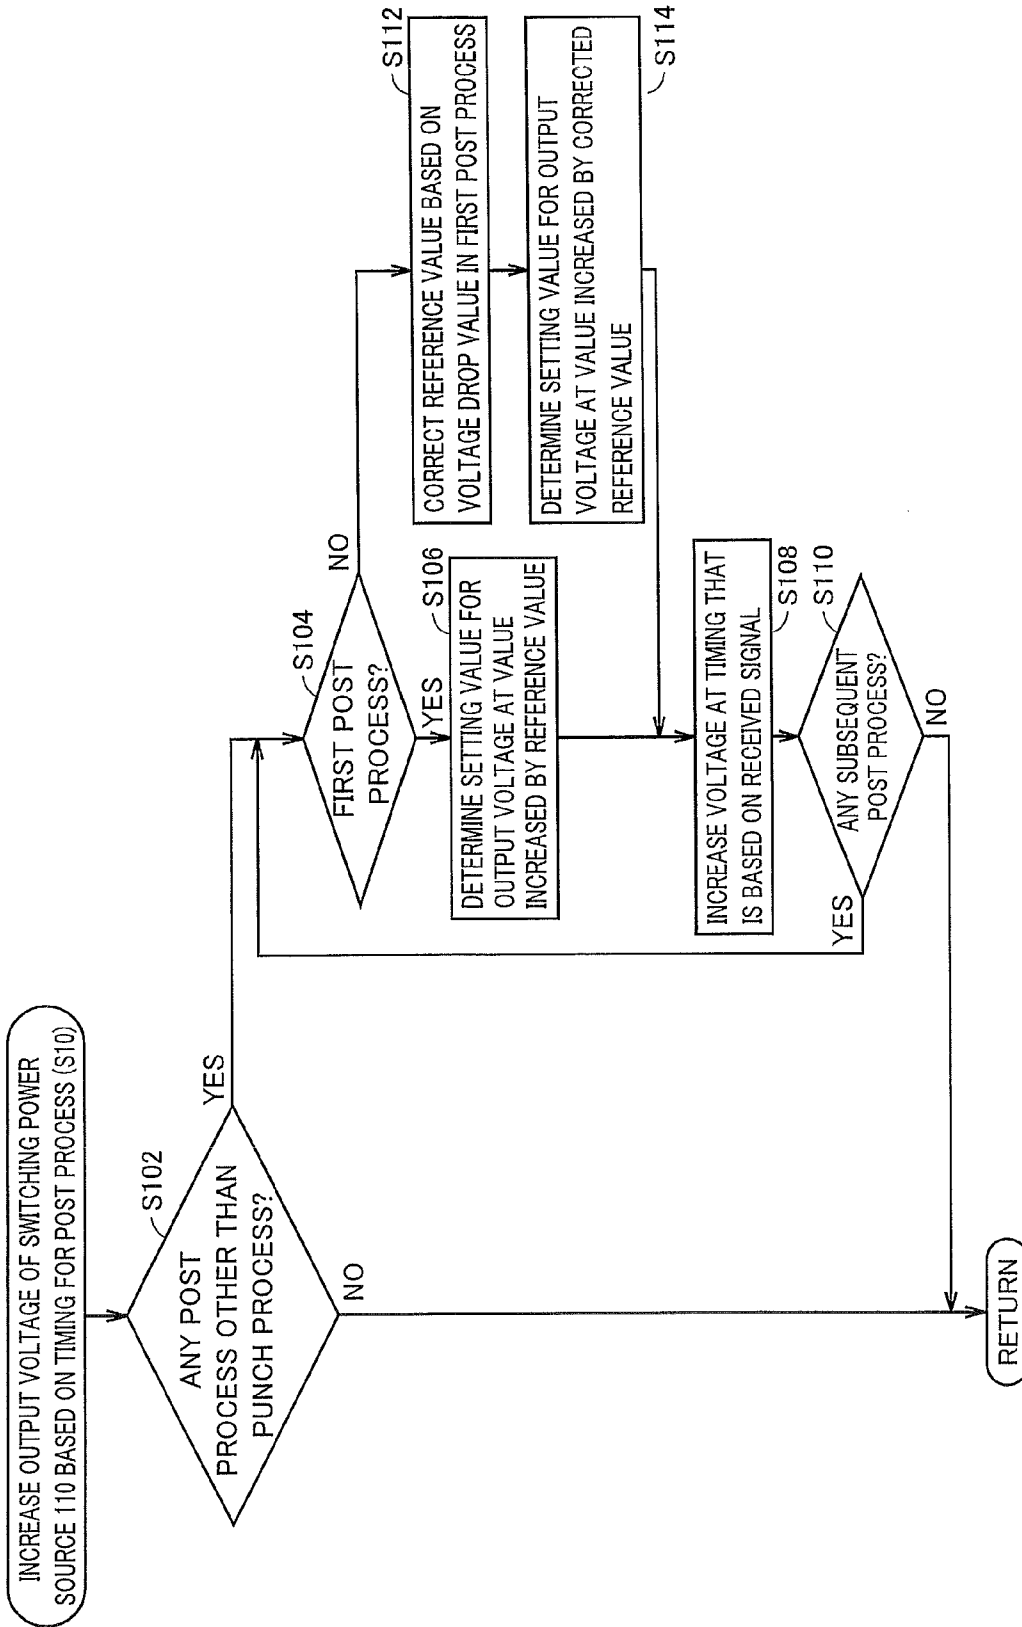 INCREASE OUTPUT VOLTAGE OF SWITCHING POWER
SOURCE 110 BASED ON TIMING FOR POST PROCESS (S10)
S102
ANY POST
PROCESS OTHER THAN
PUNCH PROCESS?
YES
NO
S104
FIRST POST
PROCESS?
NO
YES
S106
DETERMINE SETTING VALUE FOR
OUTPUT VOLTAGE AT VALUE
INCREASED BY REFERENCE VALUE
S112
CORRECT REFERENCE VALUE BASED ON
VOLTAGE DROP VALUE IN FIRST POST PROCESS
DETERMINE SETTING VALUE FOR OUTPUT
VOLTAGE AT VALUE INCREASED BY CORRECTED
REFERENCE VALUE
S114
INCREASE VOLTAGE AT TIMING THAT
IS BASED ON RECEIVED SIGNAL
S108
S110
ANY SUBSEQUENT
POST PROCESS?
YES
NO
RETURN